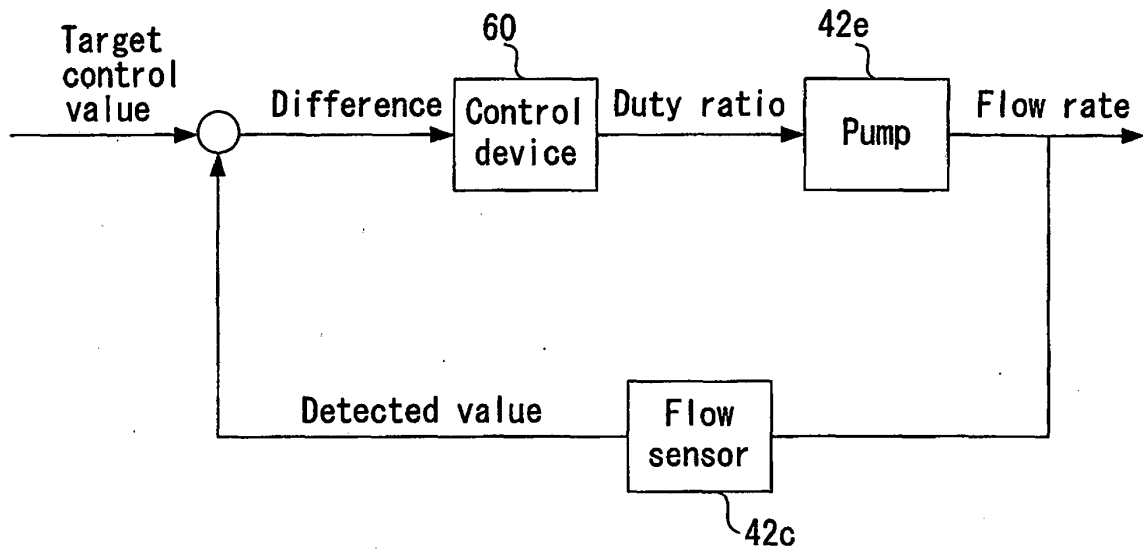 60
42e
Target
control
value
Difference
Control
device
Duty ratio
Pump
Flow rate
Detected value
Flow
sensor
42c